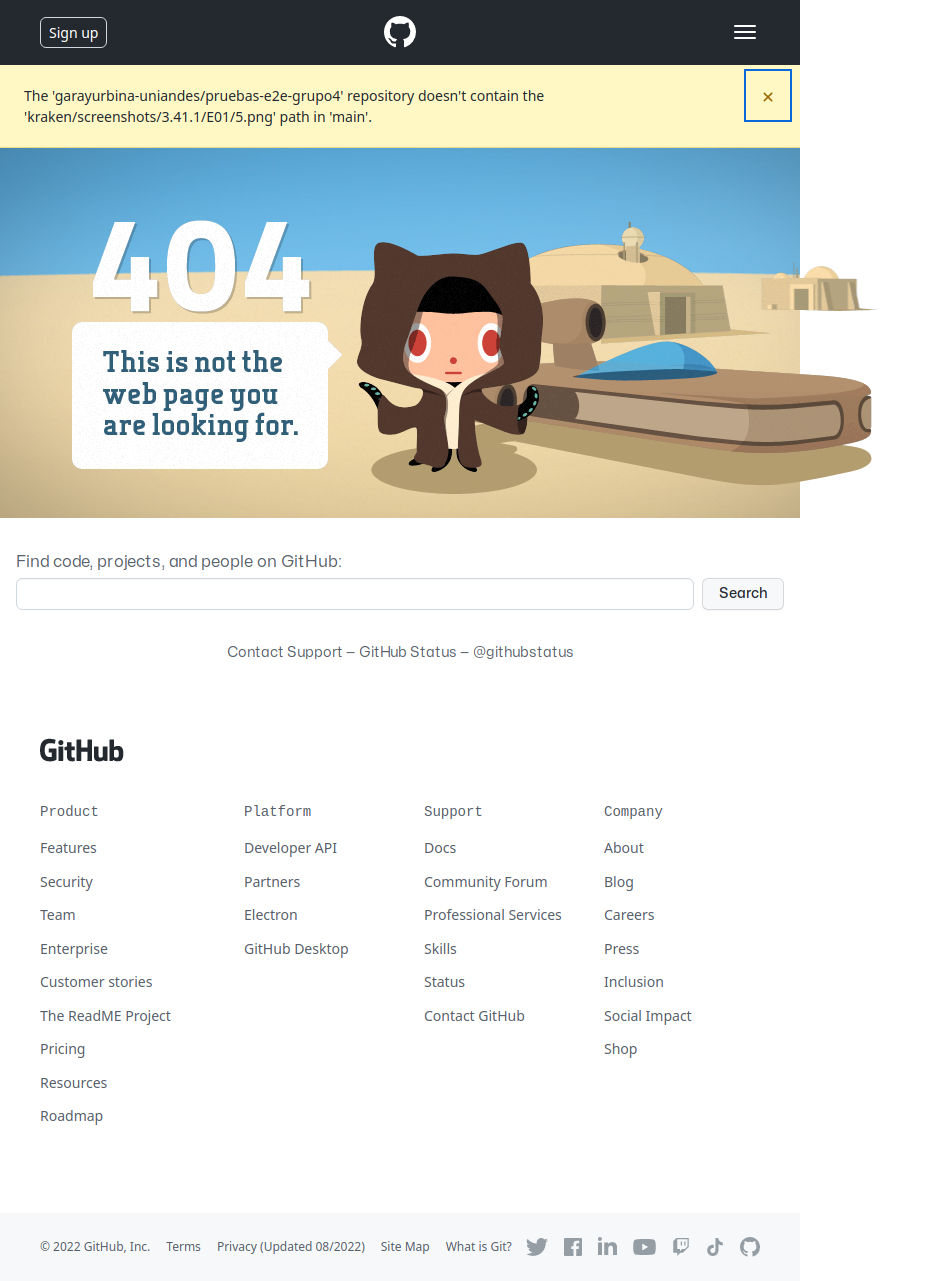 Sign up
The 'garayurbina-uniandes/pruebas-e2e-grupo4' repository doesn't contain the
'kraken/screenshots/3.41.1/E01/5.png' path in 'main'.
404
This is not the
web page you
are looking for.
Find code, projects, and people on GitHub:
Search
Contact Support — GitHub Status — @githubstatus
GitHub
Product
Features
Security
Team
Enterprise
Customer stories
The ReadME Project
Pricing
Resources
Roadmap
Platform
Developer API
Partners
Electron
GitHub Desktop
Support
Docs
Community Forum
Professional Services
Skills
Status
Contact GitHub
Company
About
Blog
Careers
Press
Inclusion
Social Impact
Shop
© 2022 GitHub, Inc. Terms Privacy (Updated 08/2022) Site Map What is Git?